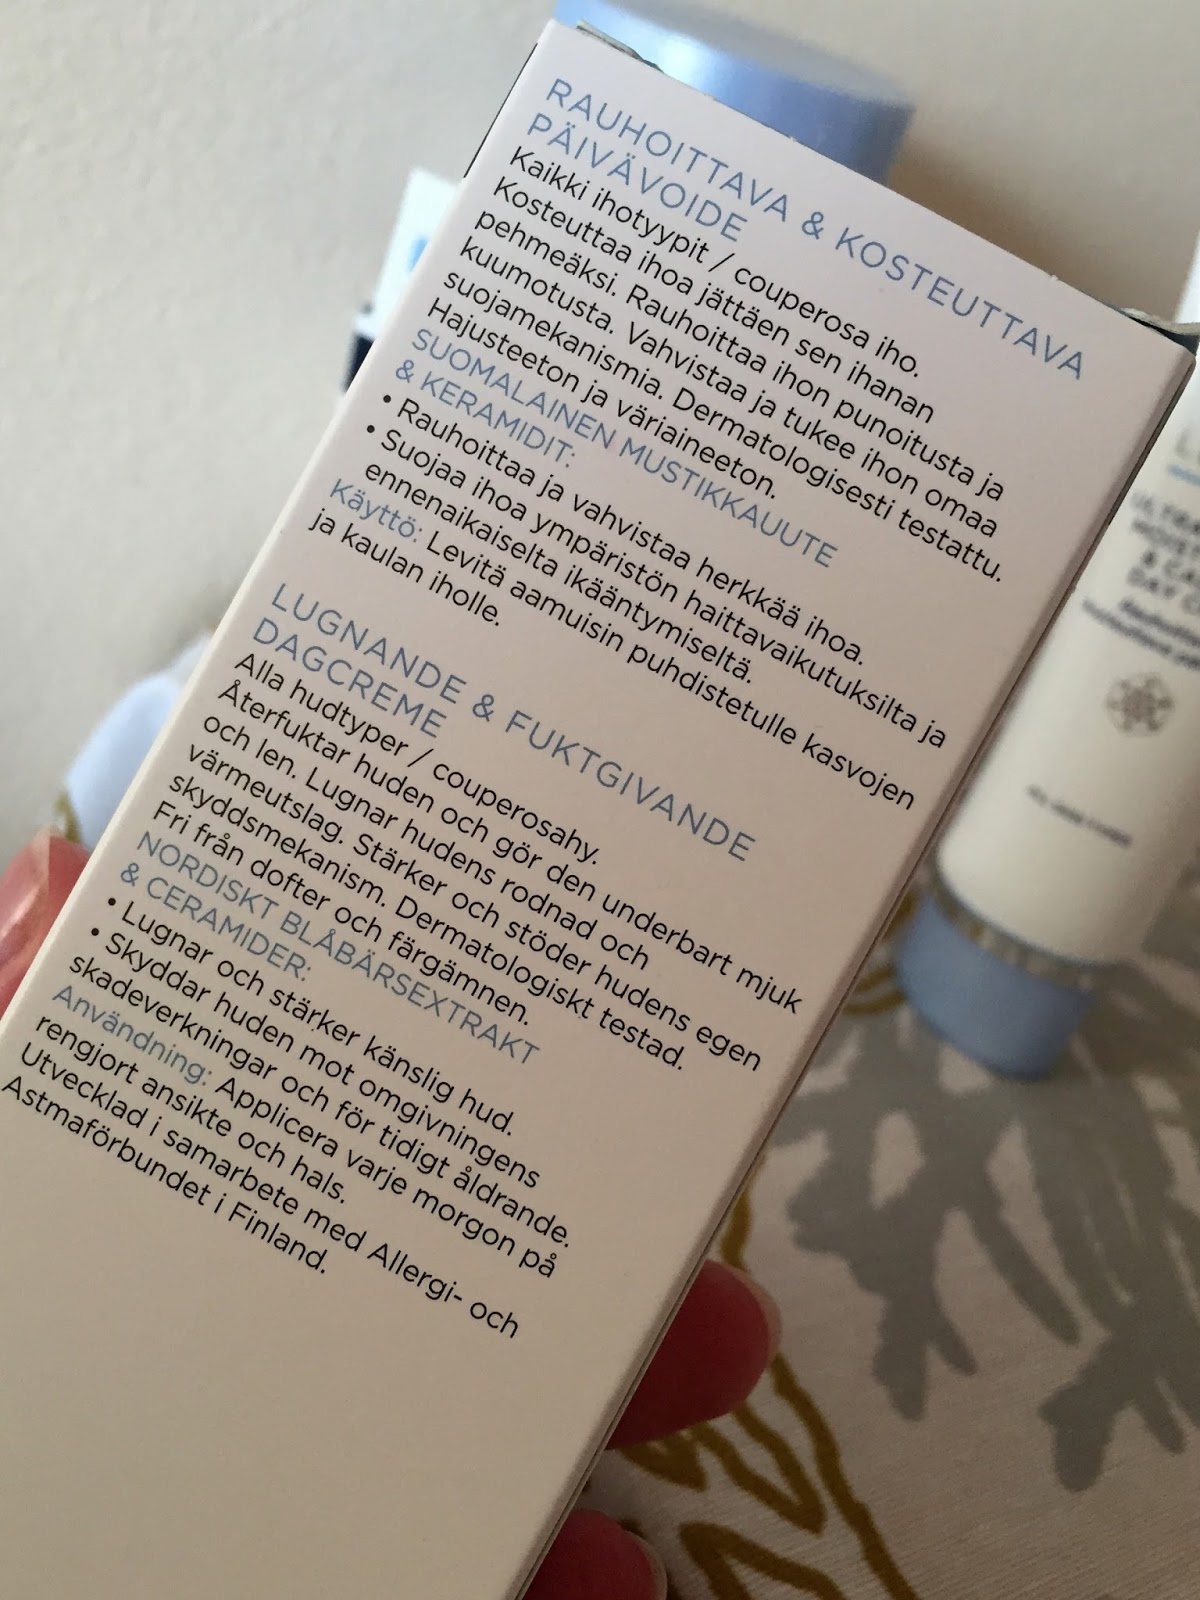 RAUHOITTAVA & KOSTEUTTAVA
PÄIVÄVOIDE
Kaikki ihotyypit / couperosa iho.
Kosteuttaa ihoa jättäen sen ihanan
pehmeäksi. Rauhoittaa ihon punoitusta ja
kuumotusta. Vahvistaa ja tukee ihon omaa
suojamekanismia. Dermatologisesti testattu.
Hajusteeton ja väriaineeton.
SUOMALAINEN MUSTIKKAUUTE
& KERAMIDIT:
• Rauhoittaa ja vahvistaa herkkää ihoa.
• Suojaa ihoa ympäristön haittavaikutuksilta ja
ennenaikaiselta ikääntymiseltä.
Käyttö: Levitä aamuisin puhdistetulle kasvojen
ja kaulan iholle.
LUGNANDE & FUKTGIVANDE
DAGCREME
Alla hudtyper / couperosahy.
Återfuktar huden och gör den underbart mjuk
och len. Lugnar hudens rodnad och
värmeutslag. Stärker och stöder hudens egen
skyddsmekanism. Dermatologiskt testad.
Fri från dofter och färgämnen.
NORDISKT BLÅBÄRSEXTRAKT
& CERAMIDER:
• Lugnar och stärker känslig hud.
• Skyddar huden mot omgivningens
skadeverkningar och för tidigt åldrande.
Användning: Applicera varje morgon på
rengjort ansikte och hals.
Utvecklad i samarbete med Allergi- och
Astmaförbundet i Finland.
DAY